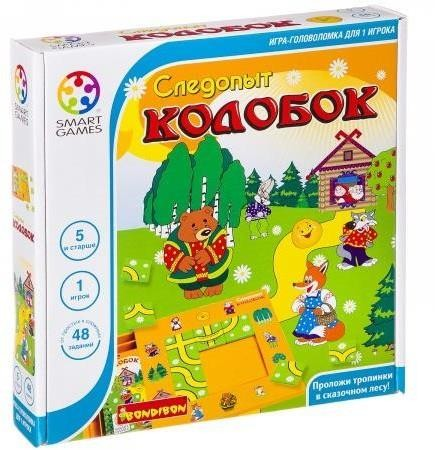 ИГРА-ГОЛОВОЛОМКА ДЛЯ 1 ИГРОКА
SMART
GAMES
Следопыт
КОЛОБОК
5
и старше
1
игрок
48
заданий
BONDIBON
Проложи тропинки
в сказочном лесу!
КОЛОБОК